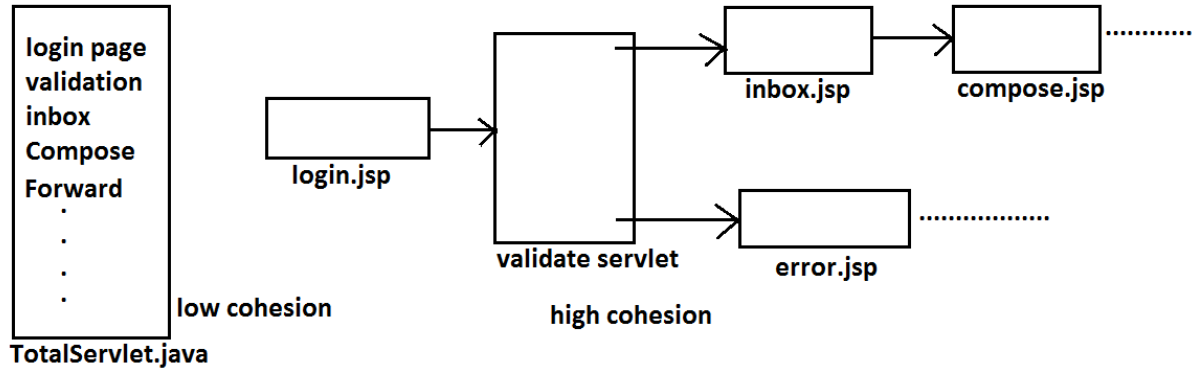 login page
validation
inbox
Compose
Forward
.
.
.
.
TotalServlet.java
low cohesion
login.jsp
validate servlet
inbox.jsp
compose.jsp
............
error.jsp
..................
high cohesion